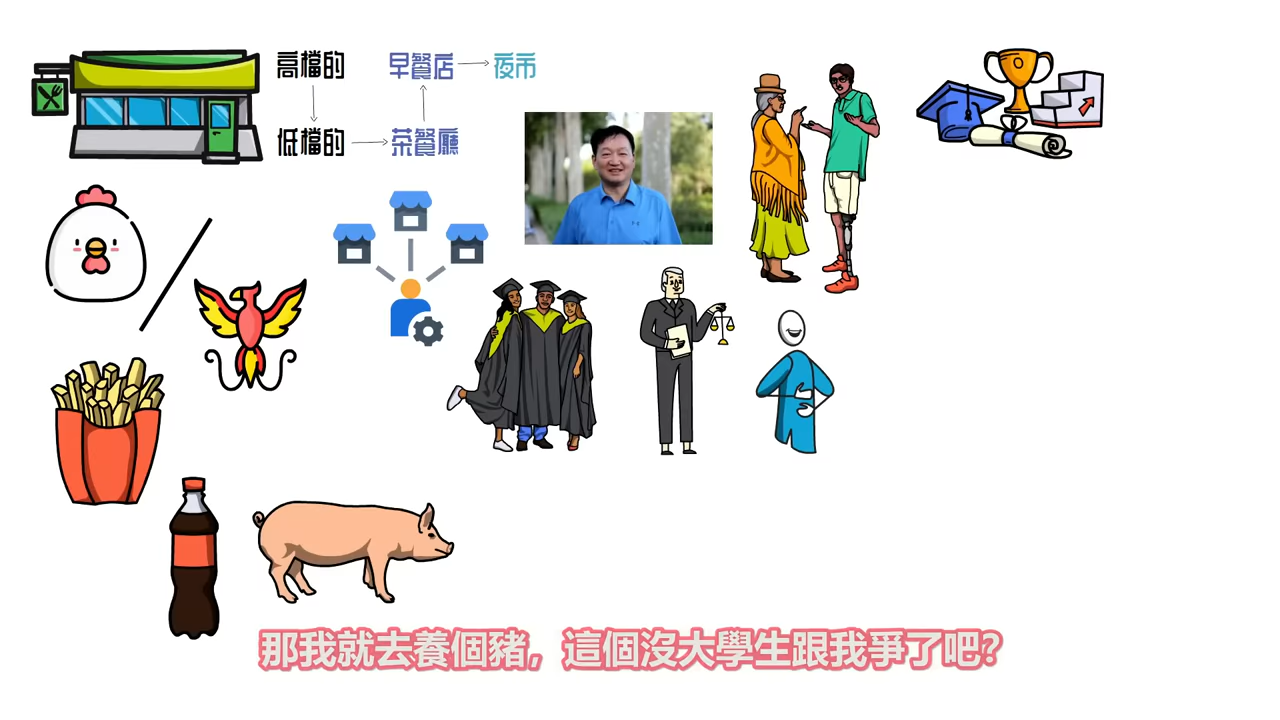 高檔的
早餐店
夜市
低檔的
茶餐廳
那我就去養個豬，這個沒大學生跟我爭了吧?